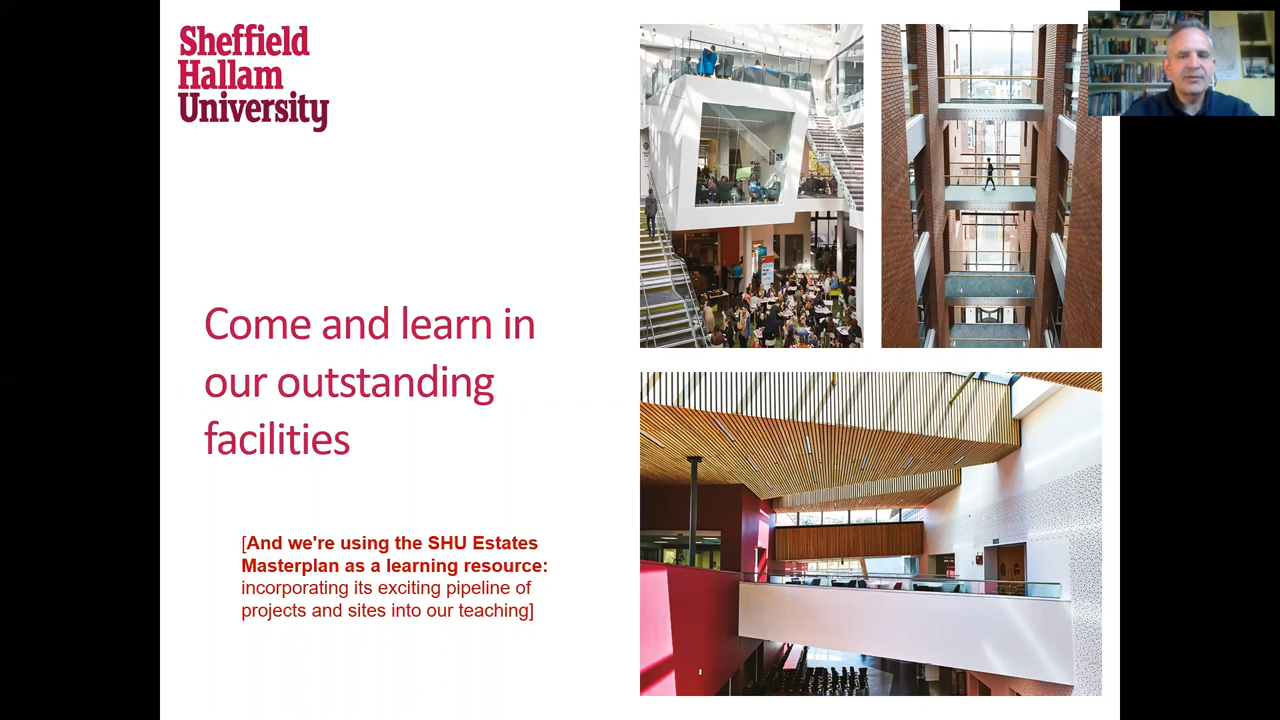 Sheffield
Hallam
University
Come and learn in
our outstanding
facilities
[And we're using the SHU Estates
Masterplan as a learning resource:
incorporating its exciting pipeline of
projects and sites into our teaching]